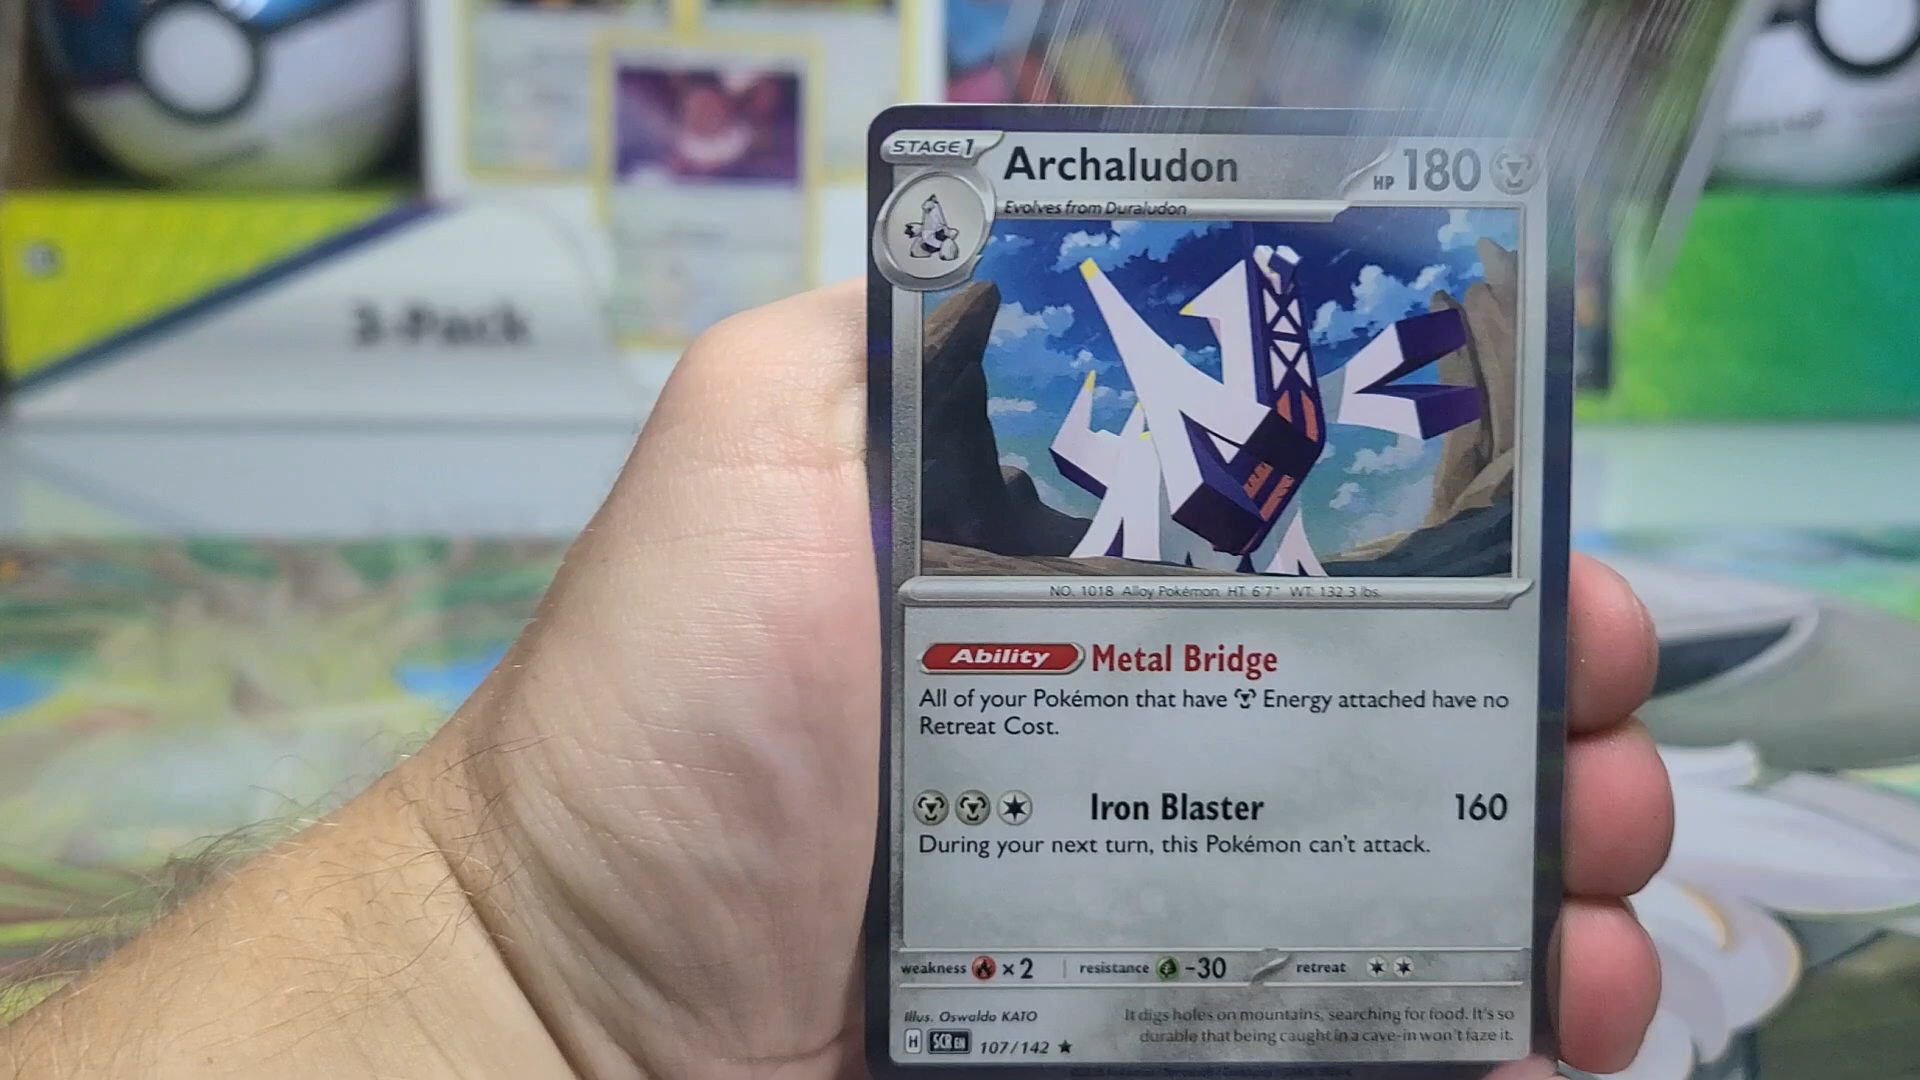 3-Pack
STAGE 1
Archaludon
HP 180
Evolves from Duraludon
NO. 1018 Alloy Pokémon HT: 6'7" WT: 132.3 lbs.
Ability Metal Bridge
All of your Pokémon that have Energy attached have no
Retreat Cost.
Iron Blaster 160
During your next turn, this Pokémon can't attack.
weakness ×2 resistance -30 retreat
Illus. Oswaldo KATO
It digs holes on mountains, searching for food. It's so
durable that being caught in a cave-in won't faze it.
H SCR EN 107/142 ★